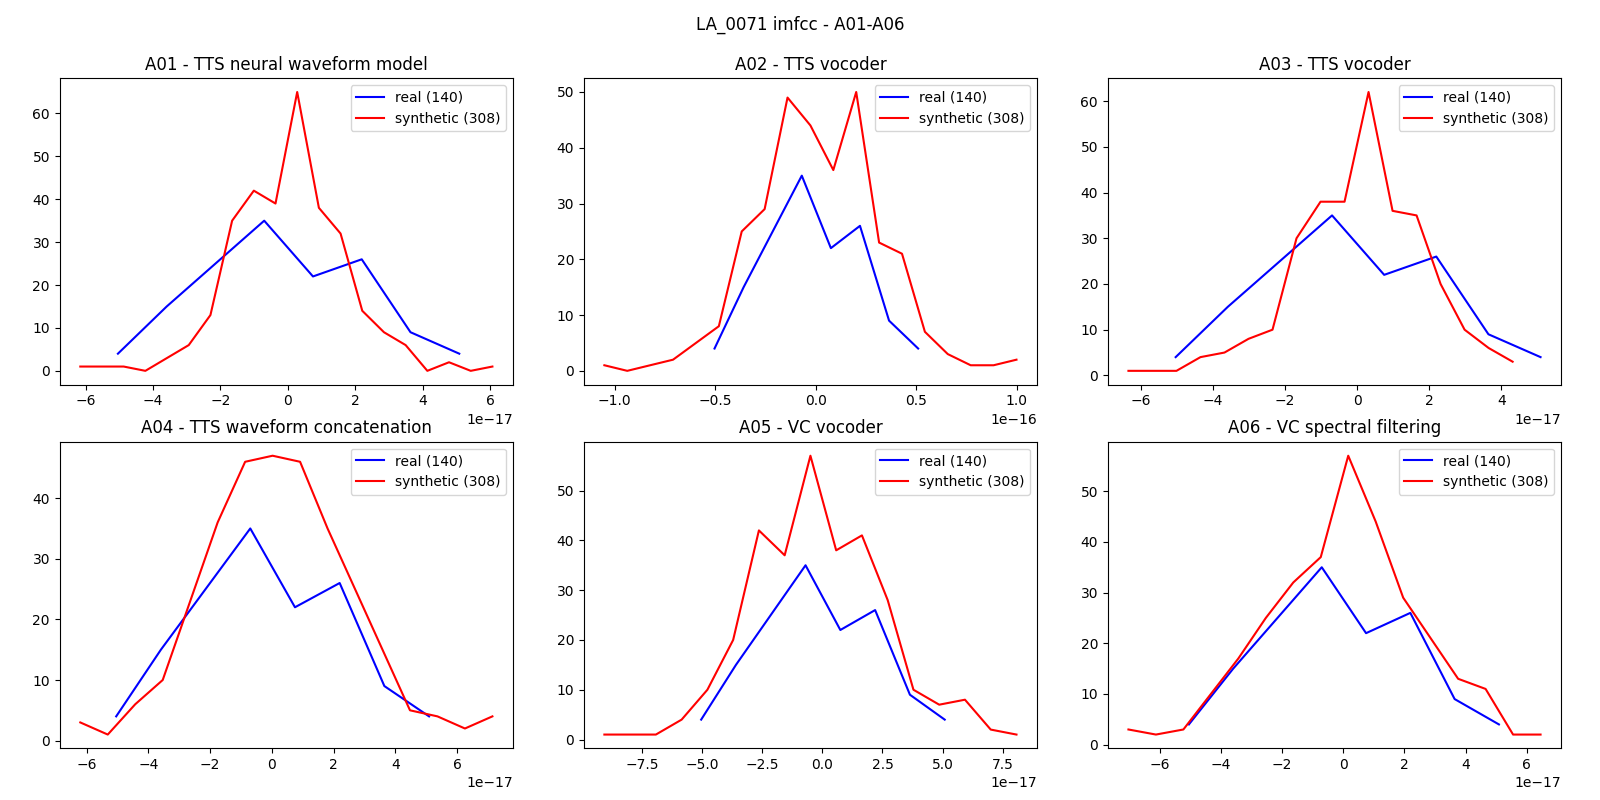 LA_0071 imfcc - A01-A06
A01 - TTS neural waveform model
real (140)
synthetic (308)
60
50
40
30
20
10
0
−6 −4 −2 0 2 4 6
1e−17
A02 - TTS vocoder
real (140)
synthetic (308)
50
40
30
20
10
0
−1.0 −0.5 0.0 0.5 1.0
1e−16
A03 - TTS vocoder
real (140)
synthetic (308)
60
50
40
30
20
10
0
−6 −4 −2 0 2 4
1e−17
A04 - TTS waveform concatenation
real (140)
synthetic (308)
40
30
20
10
0
−6 −4 −2 0 2 4 6
1e−17
A05 - VC vocoder
real (140)
synthetic (308)
50
40
30
20
10
0
−7.5 −5.0 −2.5 0.0 2.5 5.0 7.5
1e−17
A06 - VC spectral filtering
real (140)
synthetic (308)
50
40
30
20
10
0
−6 −4 −2 0 2 4 6
1e−17